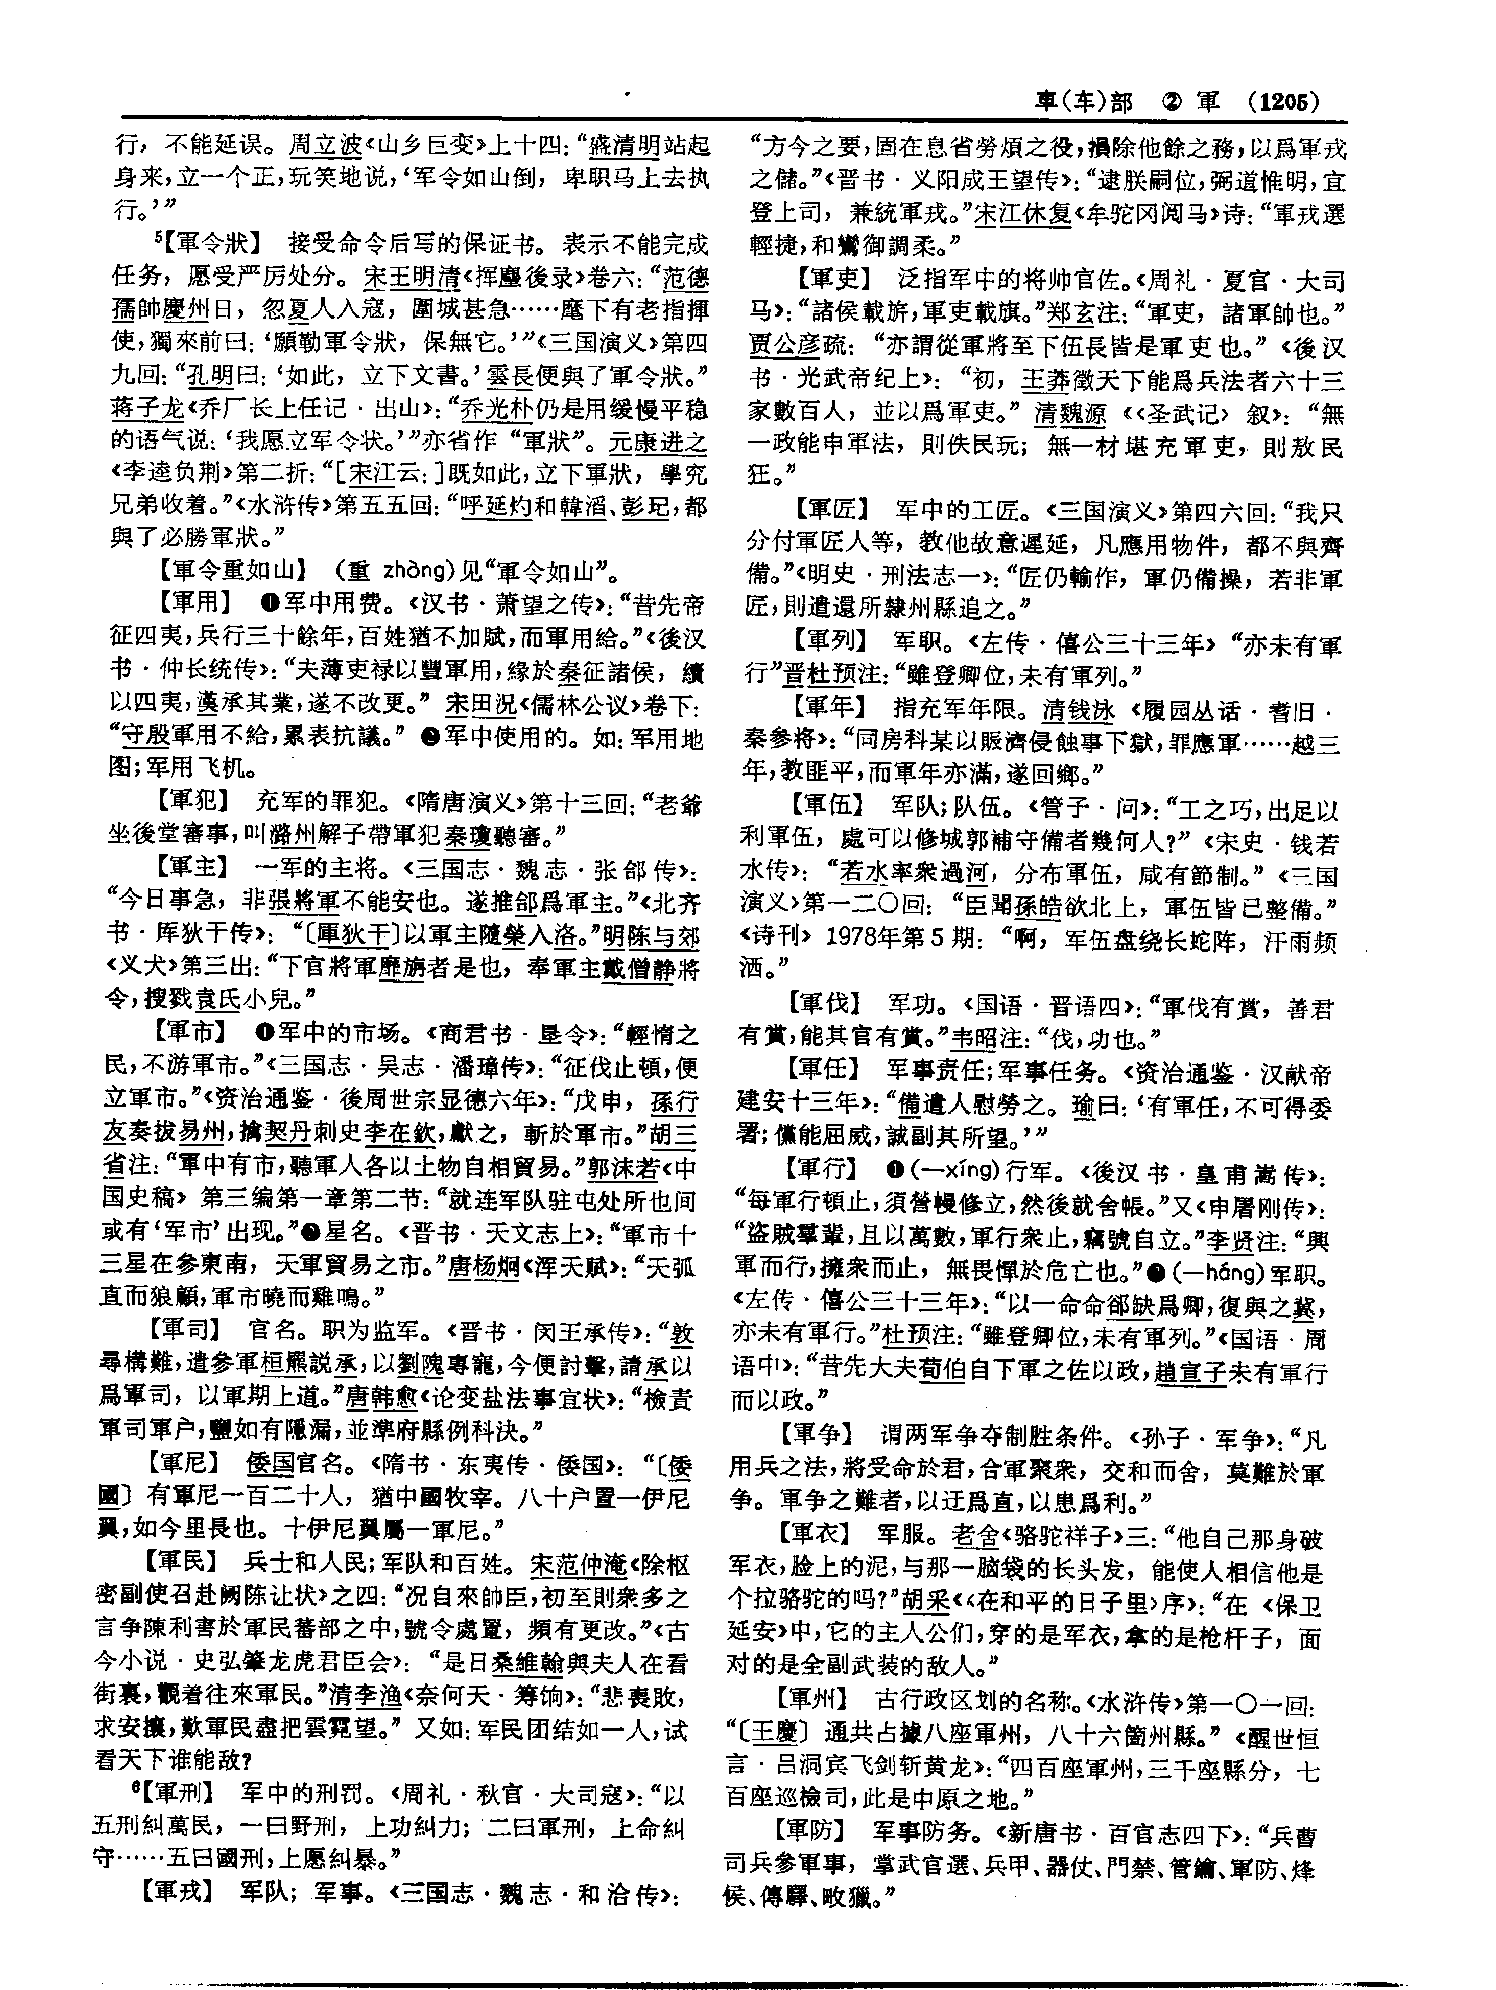 車(车)部 ② 軍 (1205)
行，不能延误。周立波《山乡巨变》上十四：“盛清明站起
身来，立一个正，玩笑地说，‘军令如山倒，卑职马上去执
行。’”
⁵【軍令狀】 接受命令后写的保证书。表示不能完成
任务，愿受严厉处分。宋王明清《挥麈後录》卷六：“范德
孺帥慶州日，忽夏人入寇，圍城甚急……麾下有老指揮
使，獨來前曰：‘願勒軍令狀，保無它。’”《三国演义》第四
九回：“孔明曰：‘如此，立下文書。’雲長便與了軍令狀。”
蒋子龙《乔厂长上任记·出山》：“乔光朴仍是用缓慢平稳
的语气说：‘我愿立军令状。’”亦省作“軍狀”。元康进之
《李逵负荆》第二折：“[宋江云：]既如此，立下軍狀，學究
兄弟收着。”《水浒传》第五五回：“呼延灼和韓滔、彭玘，都
與了必勝軍狀。”
【軍令重如山】 (重 zhòng)见“軍令如山”。
【軍用】 ❶军中用费。《汉书·萧望之传》：“昔先帝
征四夷，兵行三十餘年，百姓猶不加賦，而軍用給。”《後汉
书·仲长统传》：“夫薄吏禄以豐軍用，緣於秦征諸侯，續
以四夷，漢承其業，遂不改更。” 宋田況《儒林公议》卷下：
“守殷軍用不給，累表抗議。” ❷军中使用的。如：军用地
图；军用飞机。
【軍犯】 充军的罪犯。《隋唐演义》第十三回：“老爺
坐後堂審事，叫潞州解子帶軍犯秦瓊聽審。”
【軍主】 一军的主将。《三国志·魏志·张郃传》：
“今日事急，非張將軍不能安也。遂推郃爲軍主。”《北齐
书·厍狄干传》：“〔厙狄干〕以軍主隨榮入洛。”明陈与郊
《义犬》第三出：“下官將軍靡旃者是也，奉軍主戴僧静將
令，搜戮袁氏小兒。”
【軍市】 ❶军中的市场。《商君书·垦令》：“輕惰之
民，不游軍市。”《三国志·吴志·潘璋传》：“征伐止頓，便
立軍市。”《资治通鉴·後周世宗显德六年》：“戊申，孫行
友奏拔易州，擒契丹刺史李在欽，獻之，斬於軍市。”胡三
省注：“軍中有市，聽軍人各以土物自相貿易。”郭沫若《中
国史稿》第三编第一章第二节：“就连军队驻屯处所也间
或有‘军市’出现。”❷星名。《晋书·天文志上》：“軍市十
三星在參東南，天軍貿易之市。”唐杨炯《浑天赋》：“天弧
直而狼顧，軍市曉而雞鳴。”
【軍司】 官名。职为监军。《晋书·闵王承传》：“敦
尋構難，遣參軍桓羆説承，以劉隗專寵，今便討擊，請承以
爲軍司，以軍期上道。”唐韩愈《论变盐法事宜状》：“檢責
軍司軍户，鹽如有隱漏，並準府縣例科決。”
【軍尼】 倭国官名。《隋书·东夷传·倭国》：“〔倭
國〕有軍尼一百二十人，猶中國牧宰。八十户置一伊尼
翼，如今里長也。十伊尼翼屬一軍尼。”
【軍民】 兵士和人民；军队和百姓。宋范仲淹《除枢
密副使召赴阙陈让状》之四：“况自來帥臣，初至則衆多之
言争陳利害於軍民蕃部之中，號令處置，頻有更改。”《古
今小说·史弘肇龙虎君臣会》：“是日桑維翰與夫人在看
街裏，觀着往來軍民。”清李渔《奈何天·筹饷》：“悲喪敗，
求安攘，歎軍民盡把雲霓望。” 又如：军民团结如一人，试
看天下谁能敌？
⁶【軍刑】 军中的刑罚。《周礼·秋官·大司寇》：“以
五刑糾萬民，一曰野刑，上功糾力；二曰軍刑，上命糾
守……五曰國刑，上愿糾暴。”
【軍戎】 军队；军事。《三国志·魏志·和洽传》：
“方今之要，固在息省勞煩之役，損除他餘之務，以爲軍戎
之儲。”《晋书·义阳成王望传》：“逮朕嗣位，弼道惟明，宜
登上司，兼統軍戎。”宋江休复《牟驼冈阅马》诗：“軍戎選
輕捷，和鸞御調柔。”
【軍吏】 泛指军中的将帅官佐。《周礼·夏官·大司
马》：“諸侯載旂，軍吏載旗。”郑玄注：“軍吏，諸軍帥也。”
贾公彦疏：“亦謂從軍將至下伍長皆是軍吏也。”《後汉
书·光武帝纪上》：“初，王莽徵天下能爲兵法者六十三
家數百人，並以爲軍吏。” 清魏源《〈圣武记〉叙》：“無
一政能申軍法，則佚民玩；無一材堪充軍吏，則敖民
狂。”
【軍匠】 军中的工匠。《三国演义》第四六回：“我只
分付軍匠人等，教他故意遲延，凡應用物件，都不與齊
備。”《明史·刑法志一》：“匠仍輸作，軍仍備操，若非軍
匠，則遣還所隸州縣追之。”
【軍列】 军职。《左传·僖公三十三年》“亦未有軍
行”晋杜预注：“雖登卿位，未有軍列。”
【軍年】 指充军年限。清钱泳《履园丛话·耆旧·
秦参将》：“同房科某以賑濟侵蝕事下獄，罪應軍……越三
年，教匪平，而軍年亦滿，遂回鄉。”
【軍伍】 军队；队伍。《管子·问》：“工之巧，出足以
利軍伍，處可以修城郭補守備者幾何人？”《宋史·钱若
水传》：“若水率衆過河，分布軍伍，咸有節制。”《三国
演义》第一二〇回：“臣聞孫皓欲北上，軍伍皆已整備。”
《诗刊》1978年第5期：“啊，军伍盘绕长蛇阵，汗雨频
洒。”
【軍伐】 军功。《国语·晋语四》：“軍伐有賞，善君
有賞，能其官有賞。”韦昭注：“伐，功也。”
【軍任】 军事责任；军事任务。《资治通鉴·汉献帝
建安十三年》：“備遣人慰勞之。瑜曰：‘有軍任，不可得委
署；儻能屈威，誠副其所望。’”
【軍行】 ❶(—xíng)行军。《後汉书·皇甫嵩传》：
“每軍行頓止，須營幔修立，然後就舍帳。”又《申屠刚传》：
“盜賊羣輩，且以萬數，軍行衆止，竊號自立。”李贤注：“興
軍而行，擁衆而止，無畏憚於危亡也。”❷(—háng)军职。
《左传·僖公三十三年》：“以一命命郤缺爲卿，復與之冀，
亦未有軍行。”杜预注：“雖登卿位，未有軍列。”《国语·周
语中》：“昔先大夫荀伯自下軍之佐以政，趙宣子未有軍行
而以政。”
【軍争】 谓两军争夺制胜条件。《孙子·军争》：“凡
用兵之法，將受命於君，合軍聚衆，交和而舍，莫難於軍
争。軍争之難者，以迂爲直，以患爲利。”
【軍衣】 军服。老舍《骆驼祥子》三：“他自己那身破
军衣，脸上的泥，与那一脑袋的长头发，能使人相信他是
个拉骆驼的吗？”胡采《〈在和平的日子里〉序》：“在《保卫
延安》中，它的主人公们，穿的是军衣，拿的是枪杆子，面
对的是全副武装的敌人。”
【軍州】 古行政区划的名称。《水浒传》第一〇一回：
“〔王慶〕通共占據八座軍州，八十六箇州縣。”《醒世恒
言·吕洞宾飞剑斩黄龙》：“四百座軍州，三千座縣分，七
百座巡檢司，此是中原之地。”
【軍防】 军事防务。《新唐书·百官志四下》：“兵曹
司兵參軍事，掌武官選、兵甲、器仗、門禁、管鑰、軍防、烽
侯、傳驛、畋獵。”